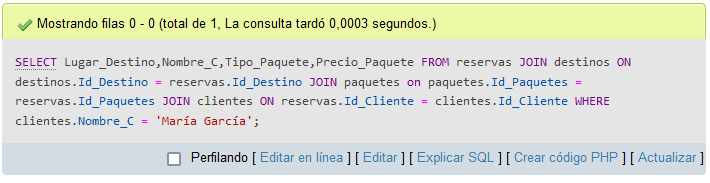 Mostrando filas 0 - 0 (total de 1, La consulta tardó 0,0003 segundos.)
SELECT Lugar_Destino,Nombre_C,Tipo_Paquete,Precio_Paquete FROM reservas JOIN destinos ON
destinos.Id_Destino = reservas.Id_Destino JOIN paquetes on paquetes.Id_Paquetes =
reservas.Id_Paquetes JOIN clientes ON reservas.Id_Cliente = clientes.Id_Cliente WHERE
clientes.Nombre_C = 'María García';
Perfilando [ Editar en línea ] [ Editar ] [ Explicar SQL ] [ Crear código PHP ] [ Actualizar ]